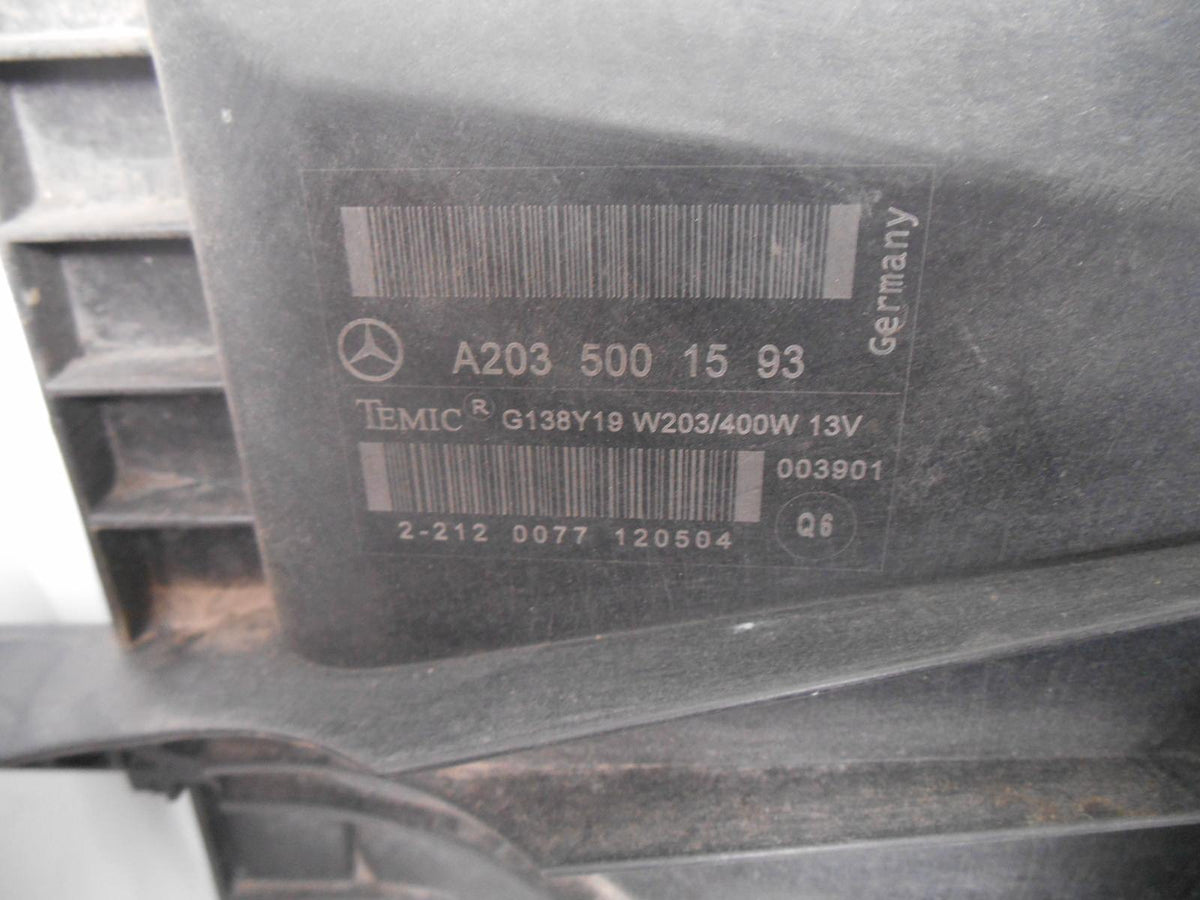 Germany
A203 500 15 93
TEMIC ® G138Y19 W203/400W 13V
003901
2-212 0077 120504
Q6